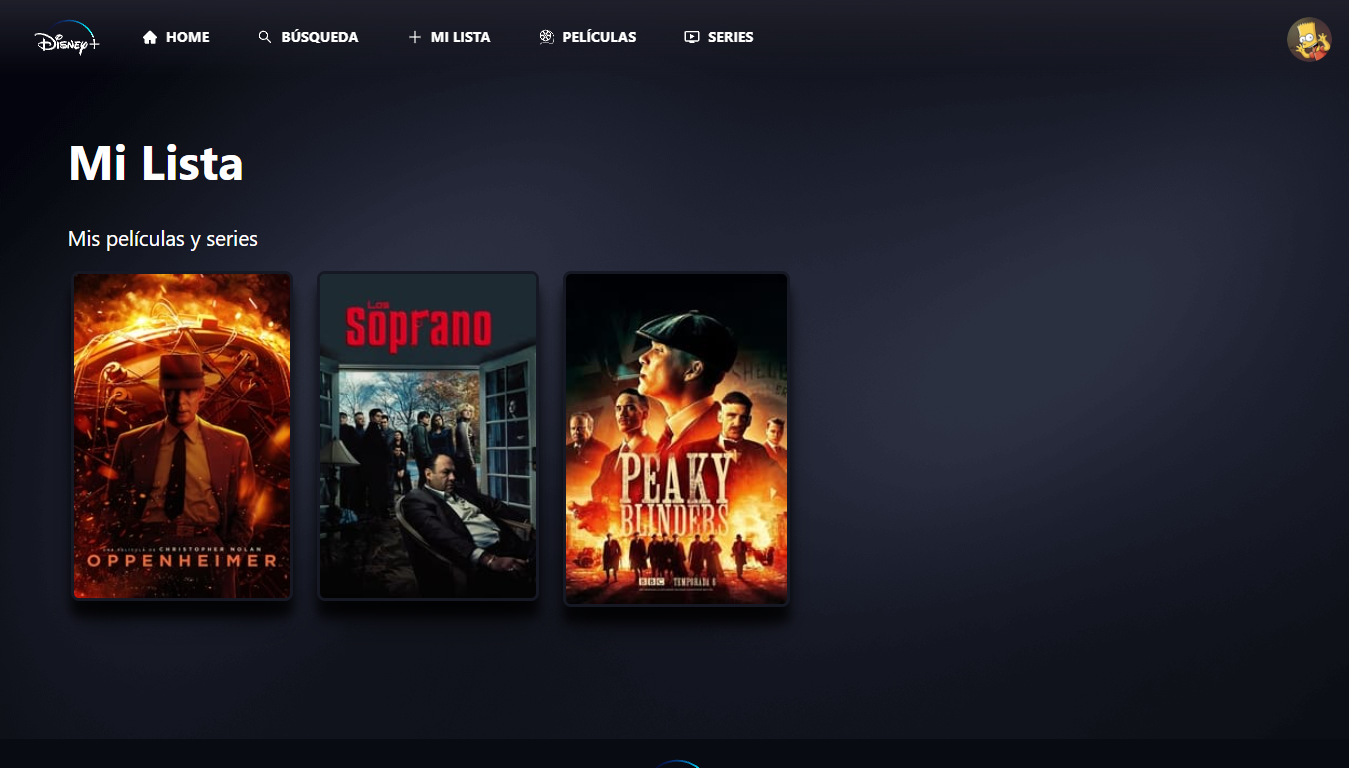 Disney+
HOME
BÚSQUEDA
MI LISTA
PELÍCULAS
SERIES
Mi Lista
Mis películas y series
UNA PELÍCULA DE CHRISTOPHER NOLAN
OPPENHEIMER
Los
Soprano
PEAKY
BLINDERS
BBC TEMPORADA 6